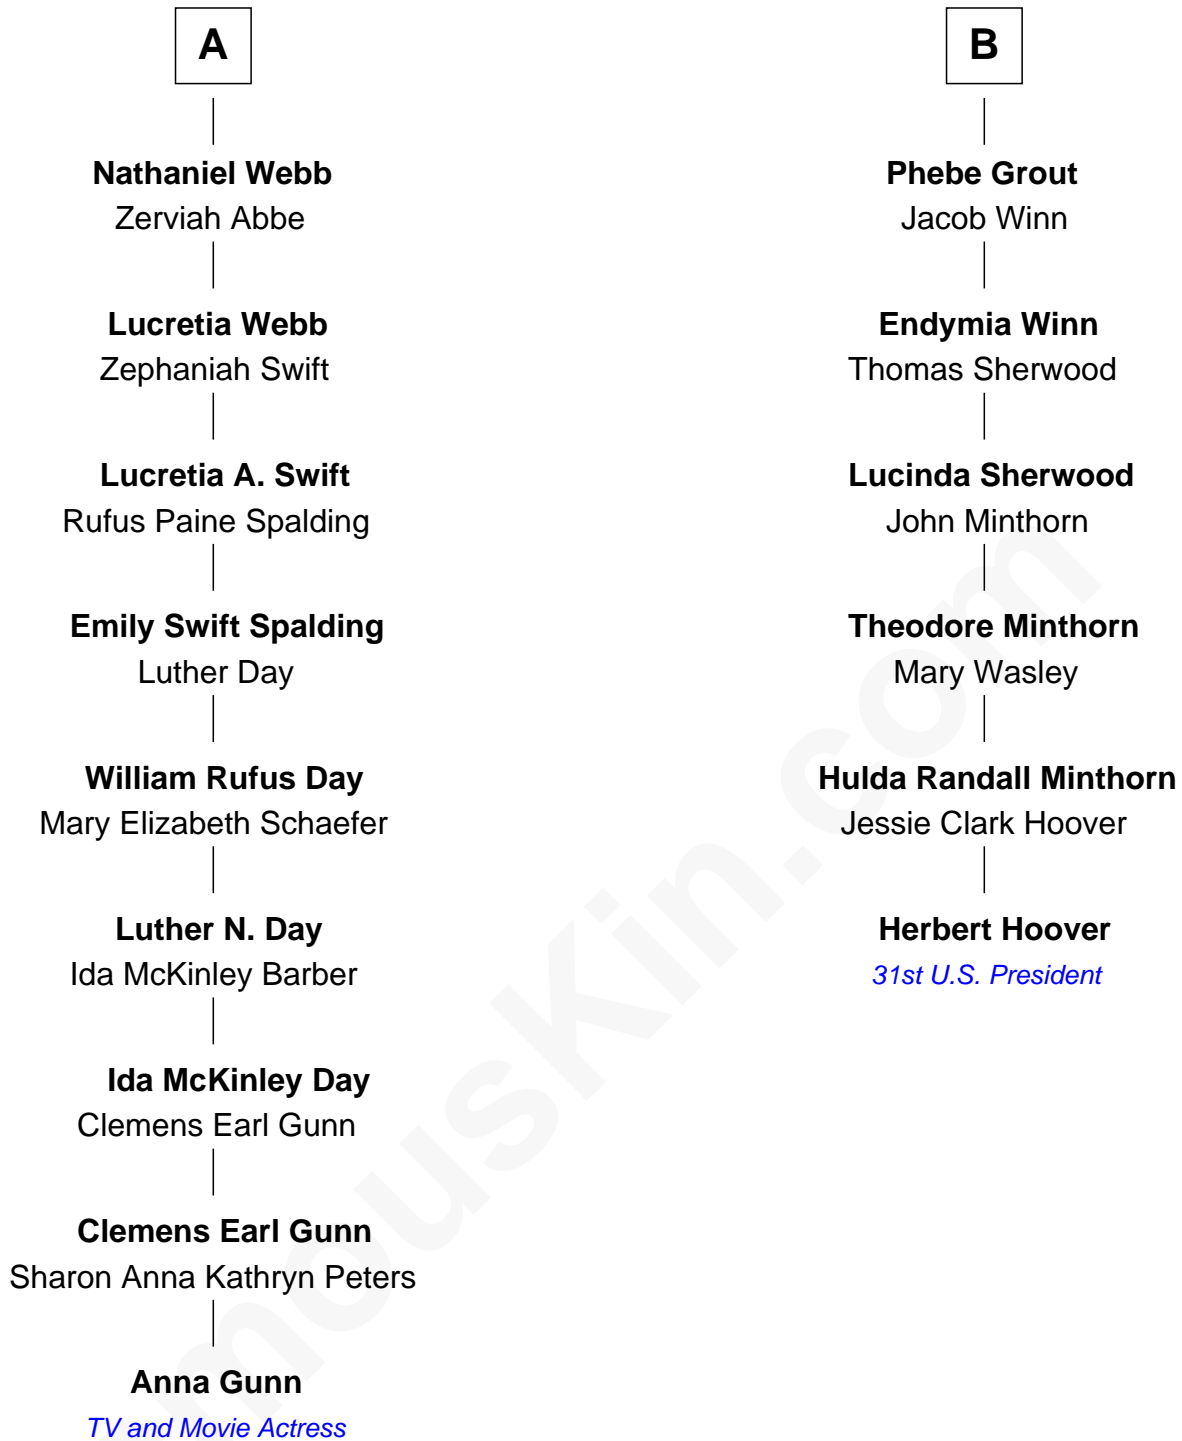 A
Nathaniel Webb
Zerviah Abbe
Lucretia Webb
Zephaniah Swift
Lucretia A. Swift
Rufus Paine Spalding
Emily Swift Spalding
Luther Day
William Rufus Day
Mary Elizabeth Schaefer
Luther N. Day
Ida McKinley Barber
Ida McKinley Day
Clemens Earl Gunn
Clemens Earl Gunn
Sharon Anna Kathryn Peters
Anna Gunn
TV and Movie Actress
B
Phebe Grout
Jacob Winn
Endymia Winn
Thomas Sherwood
Lucinda Sherwood
John Minthorn
Theodore Minthorn
Mary Wasley
Hulda Randall Minthorn
Jessie Clark Hoover
Herbert Hoover
31st U.S. President
mousKin.com